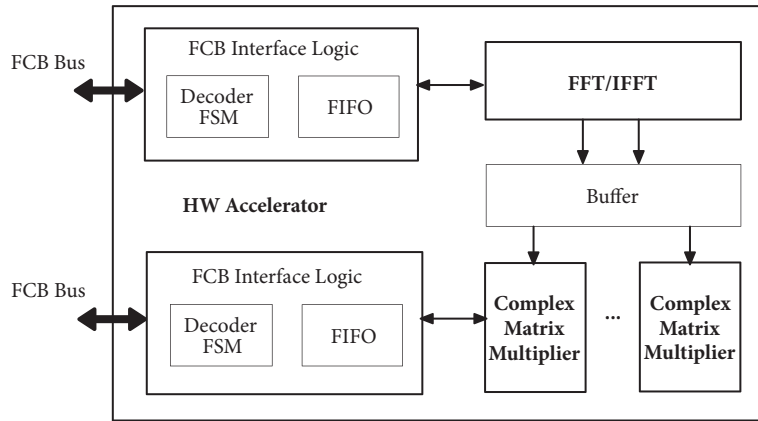 FCB Bus
FCB Interface Logic
Decoder
FSM
FIFO
FFT/IFFT
Buffer
HW Accelerator
FCB Bus
FCB Interface Logic
Decoder
FSM
FIFO
Complex
Matrix
Multiplier
...
Complex
Matrix
Multiplier